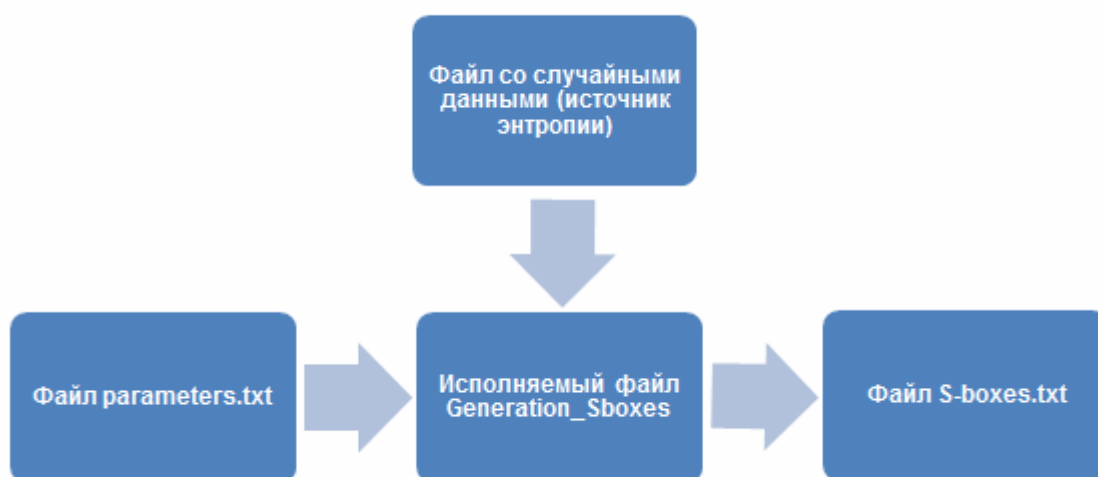 Файл со случайными
данными (источник
энтропии)
Файл parameters.txt
Исполняемый файл
Generation_Sboxes
Файл S-boxes.txt